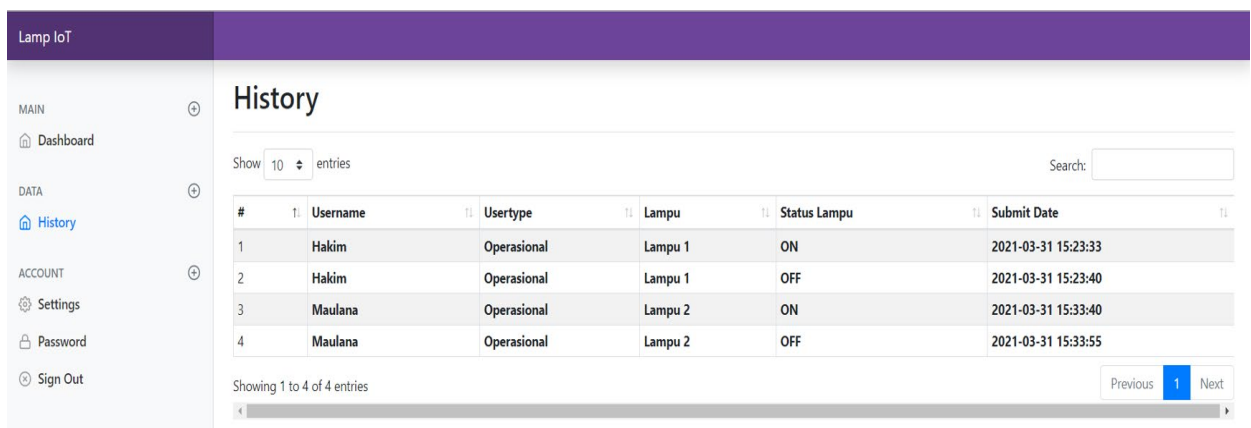 Lamp IoT
MAIN
Dashboard
DATA
History
ACCOUNT
Settings
Password
Sign Out
History
Show 10 entries
Search:
# Username Usertype Lampu Status Lampu Submit Date
1 Hakim Operasional Lampu 1 ON 2021-03-31 15:23:33
2 Hakim Operasional Lampu 1 OFF 2021-03-31 15:23:40
3 Maulana Operasional Lampu 2 ON 2021-03-31 15:33:40
4 Maulana Operasional Lampu 2 OFF 2021-03-31 15:33:55
Showing 1 to 4 of 4 entries
Previous 1 Next